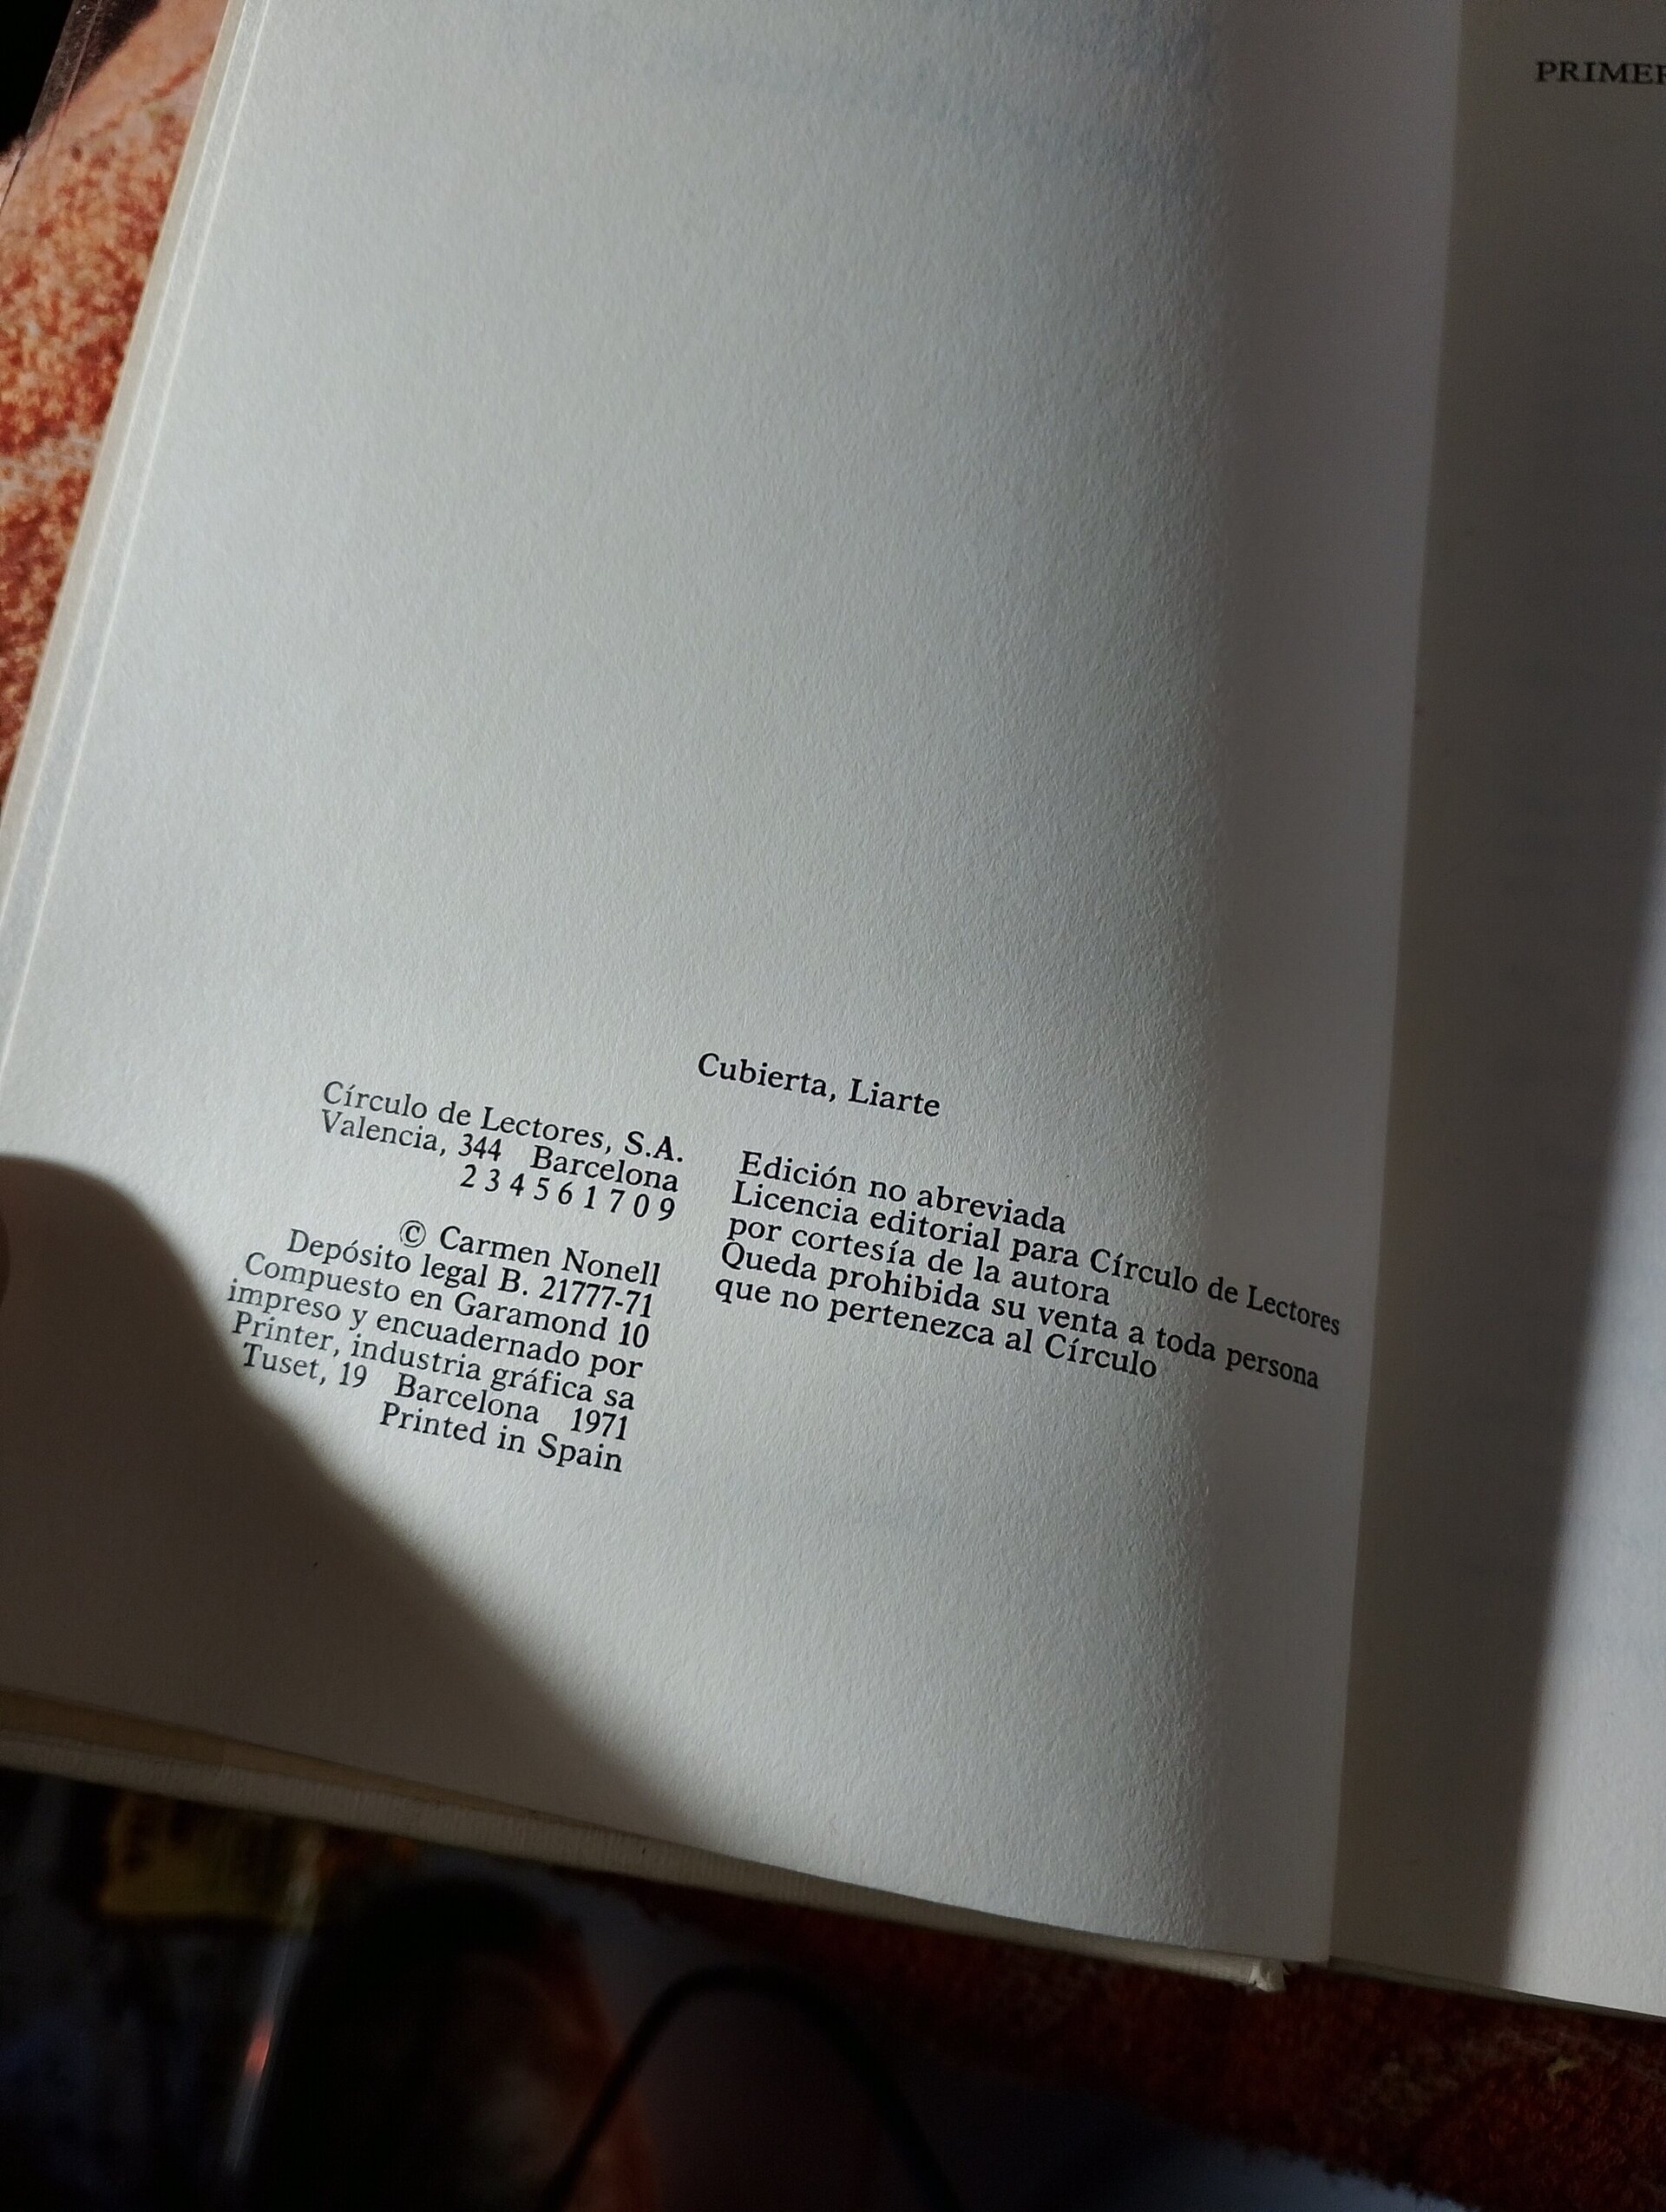 Cubierta, Liarte
Círculo de Lectores, S.A.
Valencia, 344 Barcelona
2 3 4 5 6 1 7 0 9
© Carmen Nonell
Depósito legal B. 21777-71
Compuesto en Garamond 10
impreso y encuadernado por
Printer, industria gráfica sa
Tuset, 19 Barcelona 1971
Printed in Spain
Edición no abreviada
Licencia editorial para Círculo de Lectores
por cortesía de la autora
Queda prohibida su venta a toda persona
que no pertenezca al Círculo